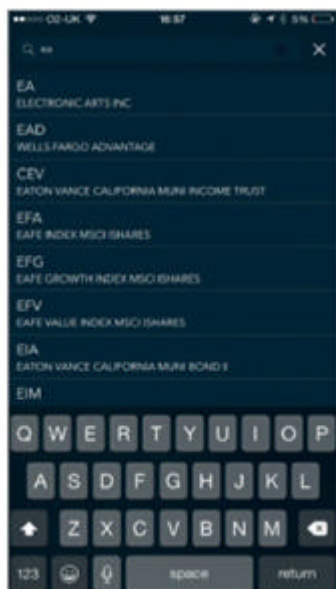 O2-UK 16:57 5%
ea
EA
ELECTRONIC ARTS INC
EAD
WELLS FARGO ADVANTAGE
CEV
EATON VANCE CALIFORNIA MUNI INCOME TRUST
EFA
EAFE INDEX MSCI ISHARES
EFG
EAFE GROWTH INDEX MSCI ISHARES
EFV
EAFE VALUE INDEX MSCI ISHARES
EIA
EATON VANCE CALIFORNIA MUNI BOND II
EIM
Q W E R T Y U I O P
A S D F G H J K L
Z X C V B N M
123 space return